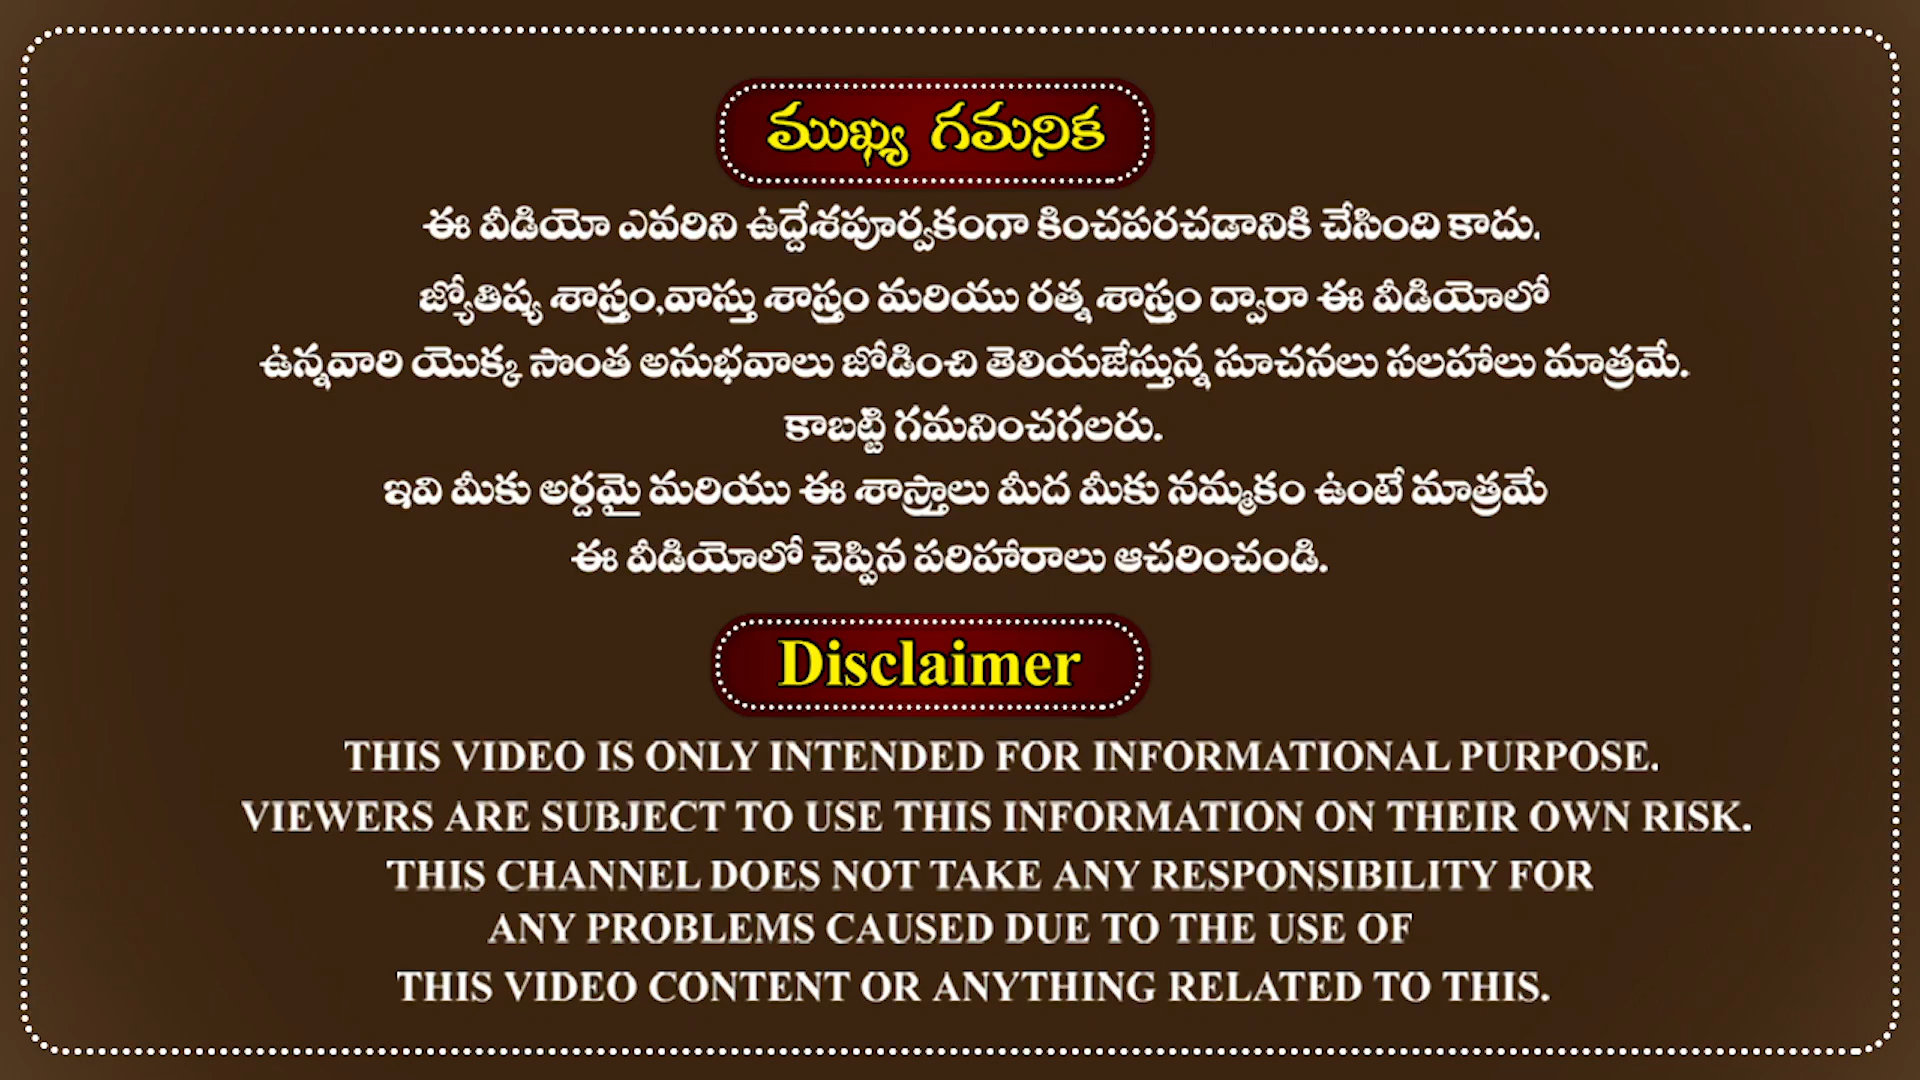 ముఖ్య గమనిక
ఈ వీడియో ఎవరిని ఉద్దేశపూర్వకంగా కించపరచడానికి చేసింది కాదు.
జ్యోతిష్య శాస్త్రం,వాస్తు శాస్త్రం మరియు రత్న శాస్త్రం ద్వారా ఈ వీడియోలో
ఉన్నవారి యొక్క సొంత అనుభవాలు జోడించి తెలియజేస్తున్న సూచనలు సలహాలు మాత్రమే.
కాబట్టి గమనించగలరు.
ఇవి మీకు అర్దమై మరియు ఈ శాస్త్రాలు మీద మీకు నమ్మకం ఉంటే మాత్రమే
ఈ వీడియోలో చెప్పిన పరిహారాలు ఆచరించండి.
Disclaimer
THIS VIDEO IS ONLY INTENDED FOR INFORMATIONAL PURPOSE.
VIEWERS ARE SUBJECT TO USE THIS INFORMATION ON THEIR OWN RISK.
THIS CHANNEL DOES NOT TAKE ANY RESPONSIBILITY FOR
ANY PROBLEMS CAUSED DUE TO THE USE OF
THIS VIDEO CONTENT OR ANYTHING RELATED TO THIS.